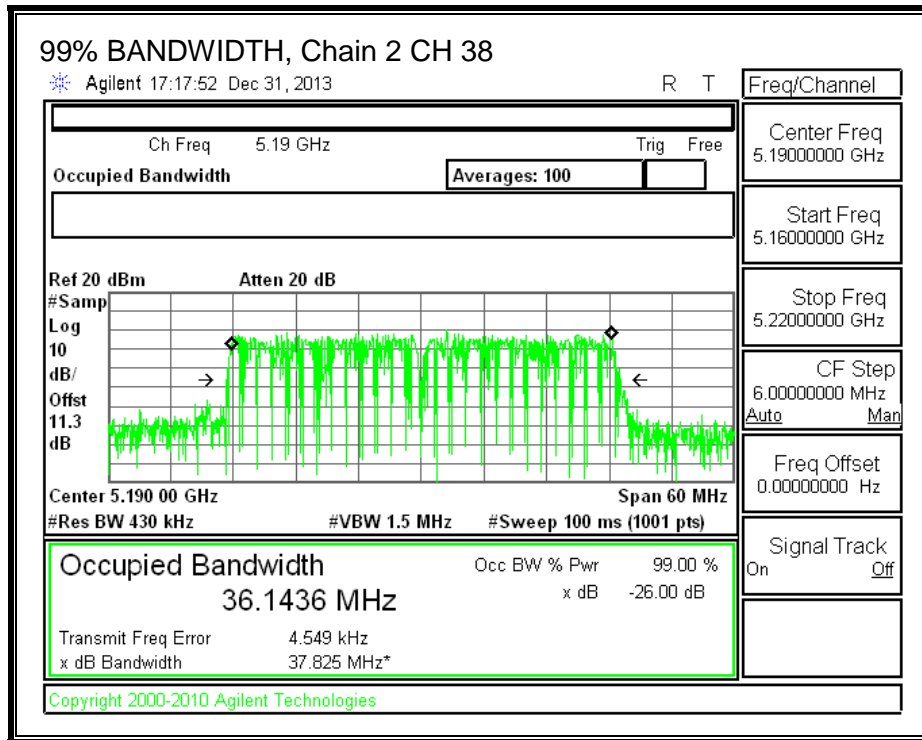 99% BANDWIDTH, Chain 2 CH 38
Agilent 17:17:52 Dec 31, 2013 R T
Freq/Channel
Ch Freq 5.19 GHz Trig Free
Occupied Bandwidth Averages: 100
Center Freq
5.19000000 GHz
Start Freq
5.16000000 GHz
Stop Freq
5.22000000 GHz
CF Step
6.00000000 MHz
Auto Man
Freq Offset
0.00000000 Hz
Signal Track
On Off
Ref 20 dBm Atten 20 dB
#Samp
Log
10
dB/
Offst
11.3
dB
Center 5.190 00 GHz Span 60 MHz
#Res BW 430 kHz #VBW 1.5 MHz #Sweep 100 ms (1001 pts)
Occupied Bandwidth
36.1436 MHz
Occ BW % Pwr 99.00 %
x dB -26.00 dB
Transmit Freq Error 4.549 kHz
x dB Bandwidth 37.825 MHz*
Copyright 2000-2010 Agilent Technologies